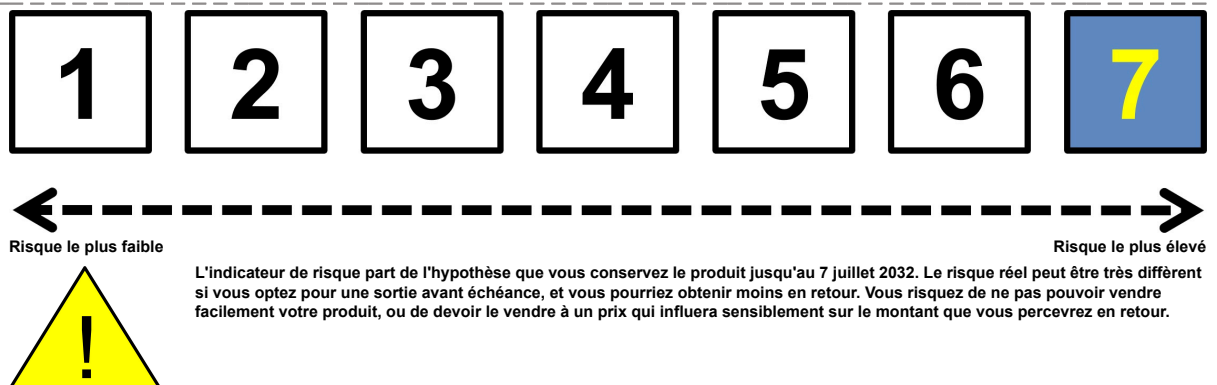 1 2 3 4 5 6 7
Risque le plus faible Risque le plus élevé
L'indicateur de risque part de l'hypothèse que vous conservez le produit jusqu'au 7 juillet 2032. Le risque réel peut être très différent
si vous optez pour une sortie avant échéance, et vous pourriez obtenir moins en retour. Vous risquez de ne pas pouvoir vendre
facilement votre produit, ou de devoir le vendre à un prix qui influera sensiblement sur le montant que vous percevrez en retour.
!